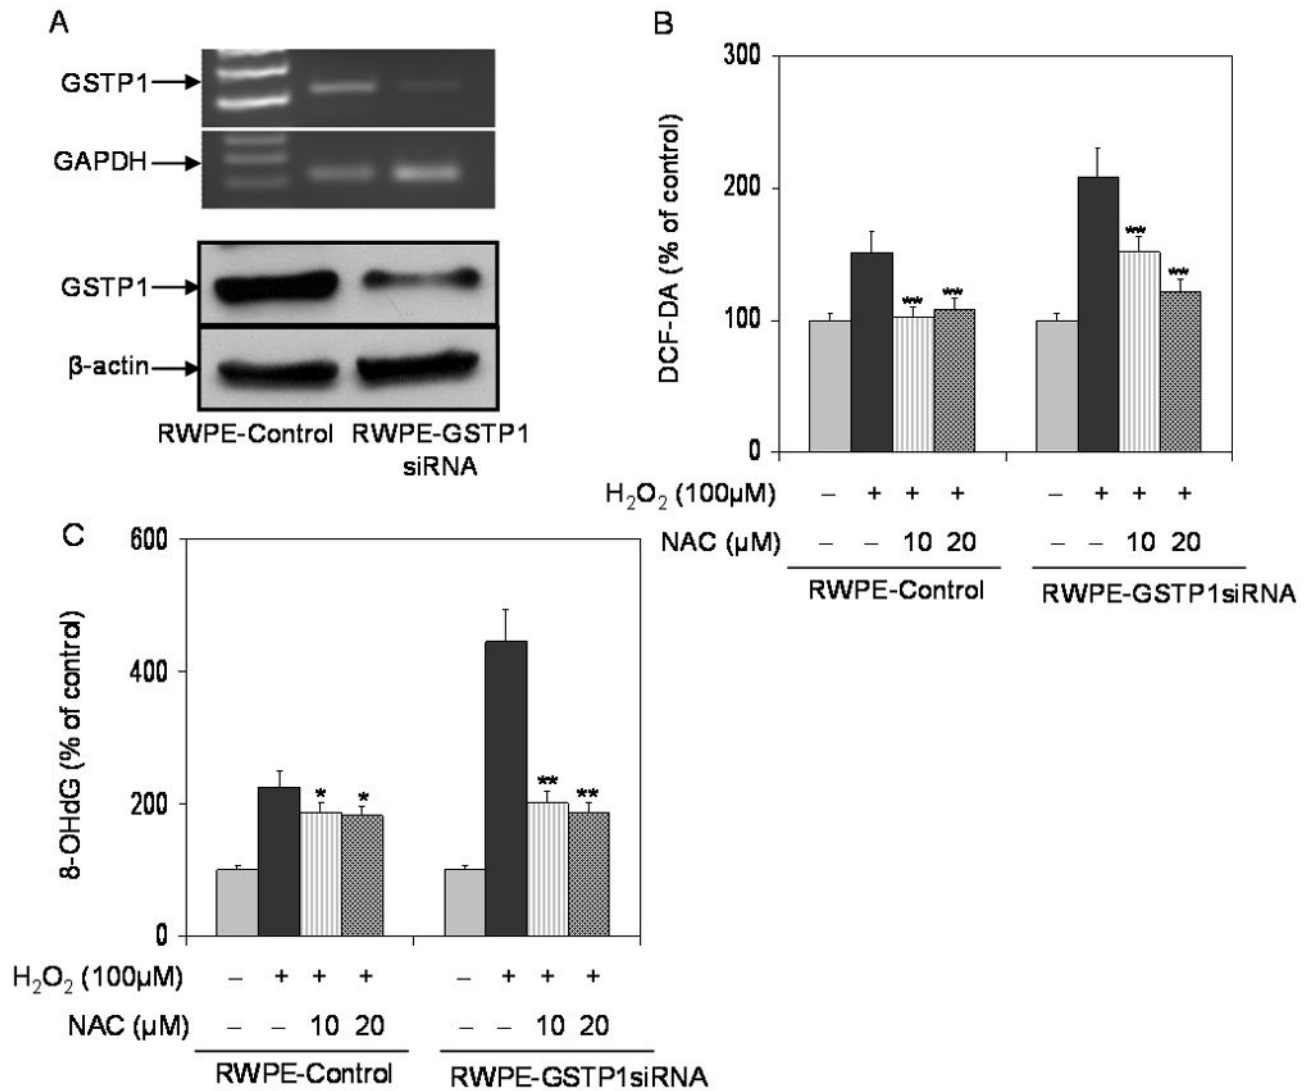 A
GSTP1
GAPDH
GSTP1
β-actin
RWPE-Control RWPE-GSTP1
siRNA
B
300
200
100
0
DCF-DA (% of control)
** ** ** **
H₂O₂ (100µM) – + + + – + + +
NAC (µM) – – 10 20 – – 10 20
RWPE-Control RWPE-GSTP1siRNA
C
600
400
200
0
8-OHdG (% of control)
* * ** **
H₂O₂ (100µM) – + + + – + + +
NAC (µM) – – 10 20 – – 10 20
RWPE-Control RWPE-GSTP1siRNA